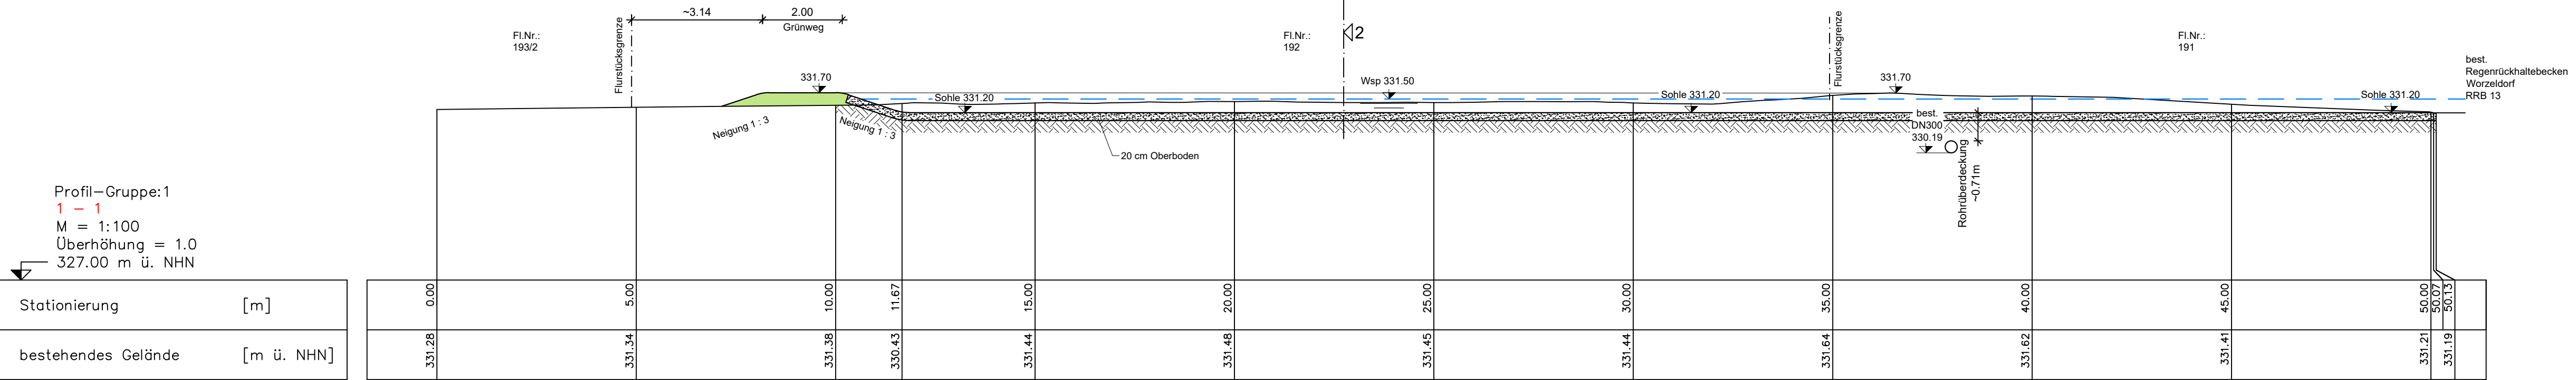 ~3.14
2.00
Grünweg
Flurstücksgrenze
Fl.Nr.:
193/2
Fl.Nr.:
192
2
Flurstücksgrenze
Fl.Nr.:
191
best.
Regenrückhaltebecken
Worzeldorf
RRB 13
331.70
Sohle 331.20
Wsp 331.50
Sohle 331.20
331.70
Sohle 331.20
Neigung 1 : 3
Neigung 1 : 3
20 cm Oberboden
best.
DN300
330.19
Rohrüberdeckung
~0.71m
Profil-Gruppe:1
1 - 1
M = 1:100
Überhöhung = 1.0
327.00 m ü. NHN
Stationierung [m] 0.00 5.00 10.00 11.67 15.00 20.00 25.00 30.00 35.00 40.00 45.00 50.00 50.07 50.13
bestehendes Gelände [m ü. NHN] 331.28 331.34 331.38 330.43 331.44 331.48 331.45 331.44 331.64 331.62 331.41 331.21 331.19